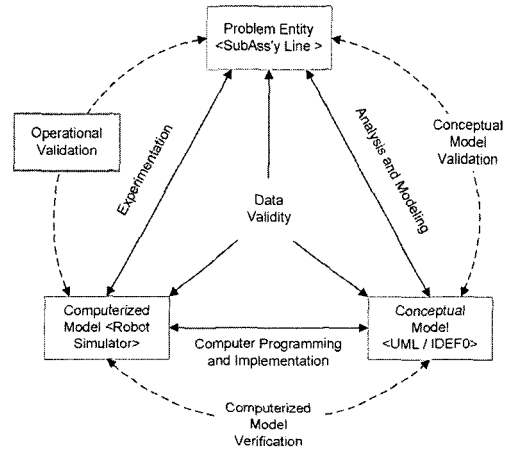 Problem Entity
<SubAss'y Line >
Operational
Validation
Experimentation
Analysis and Modeling
Conceptual
Model
Validation
Data
Validity
Computerized
Model <Robot
Simulator>
Conceptual
Model
<UML / IDEF0>
Computer Programming
and Implementation
Computerized
Model
Verification